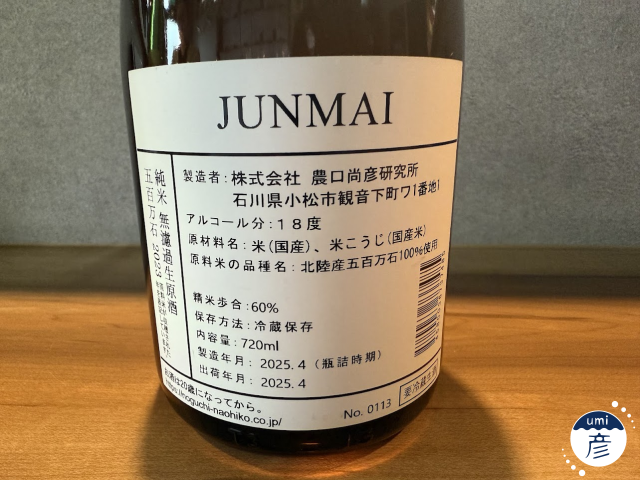 JUNMAI
純米 無濾過生原酒
五百万石 2023
製造者:株式会社 農口尚彦研究所
石川県小松市観音下町ワ1番地1
アルコール分:18度
原材料名:米(国産)、米こうじ(国産米)
原料米の品種名:北陸産五百万石100%使用
精米歩合:60%
保存方法:冷蔵保存
内容量:720ml
製造年月:2025.4(瓶詰時期)
出荷年月:2025.4
お酒は20歳になってから。
https://noguchi-naohiko.co.jp/
No. 0113
要冷蔵生酒
umi
彦